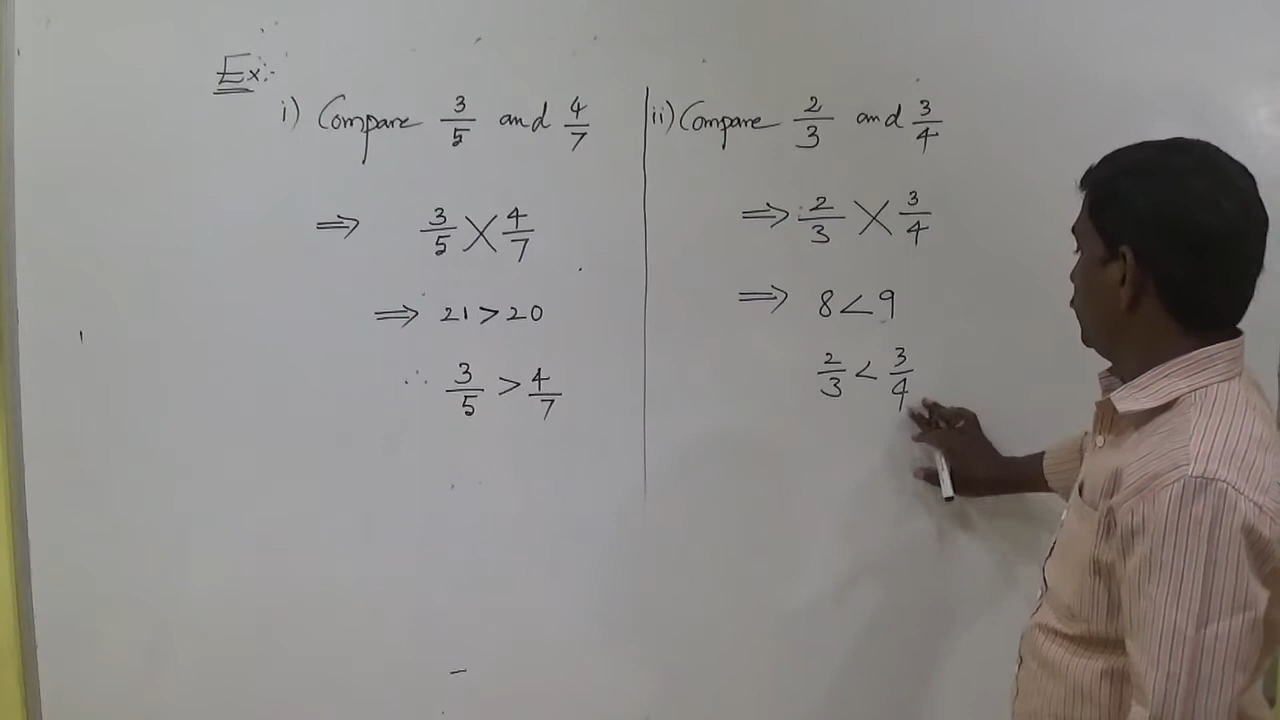 Ex:-
i) Compare 3/5 and 4/7
⇒ 3/5 X 4/7
⇒ 21 > 20
∴ 3/5 > 4/7
ii) Compare 2/3 and 3/4
⇒ 2/3 X 3/4
⇒ 8 < 9
2/3 < 3/4